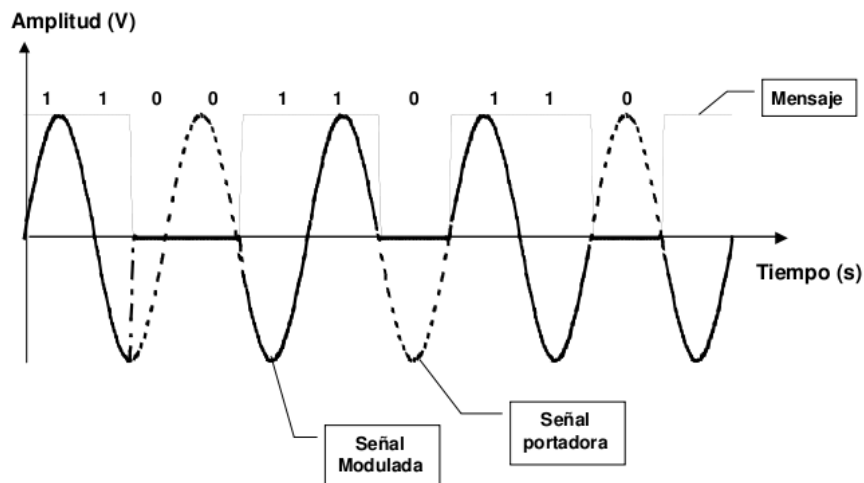 Amplitud (V)
1 1 0 0 1 1 0 1 1 0
Mensaje
Tiempo (s)
Señal
portadora
Señal
Modulada